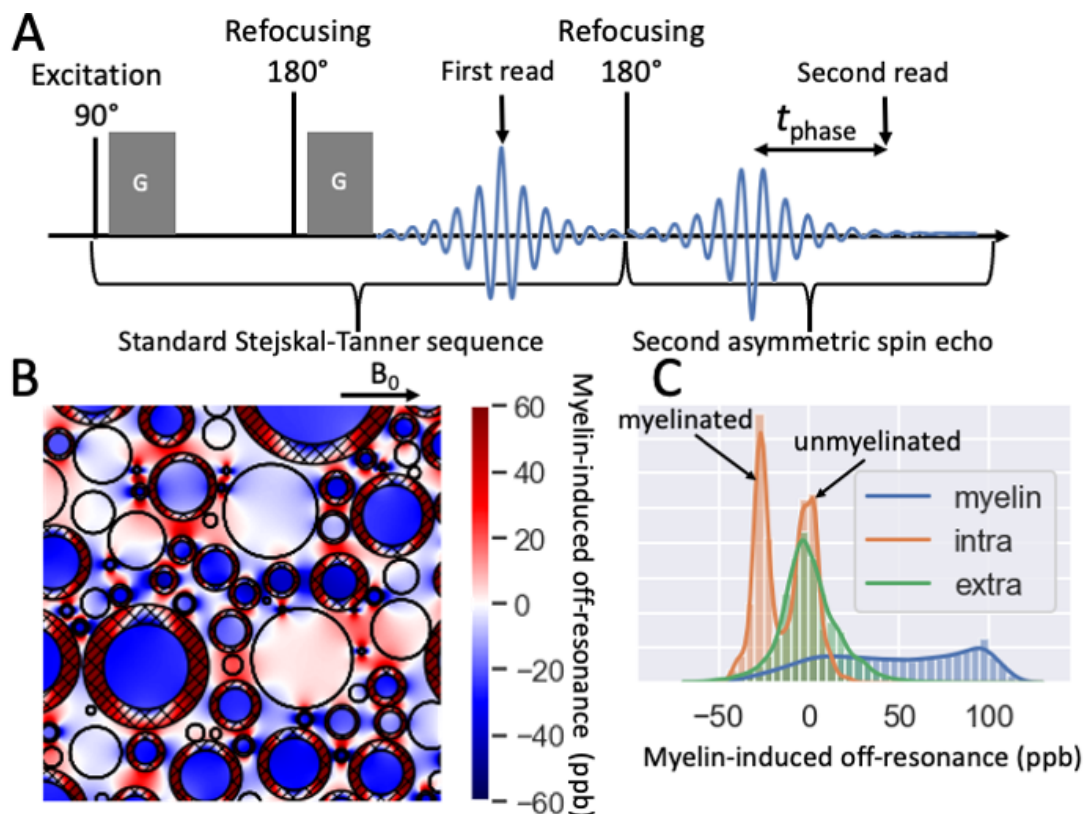 A
Refocusing
Refocusing
Excitation
180°
First read
180°
Second read
90°
t_phase
G
G
Standard Stejskal-Tanner sequence
Second asymmetric spin echo
B
B₀
C
60
40
20
0
−20
−40
−60
Myelin-induced off-resonance (ppb)
myelinated
unmyelinated
myelin
intra
extra
−50
0
50
100
Myelin-induced off-resonance (ppb)